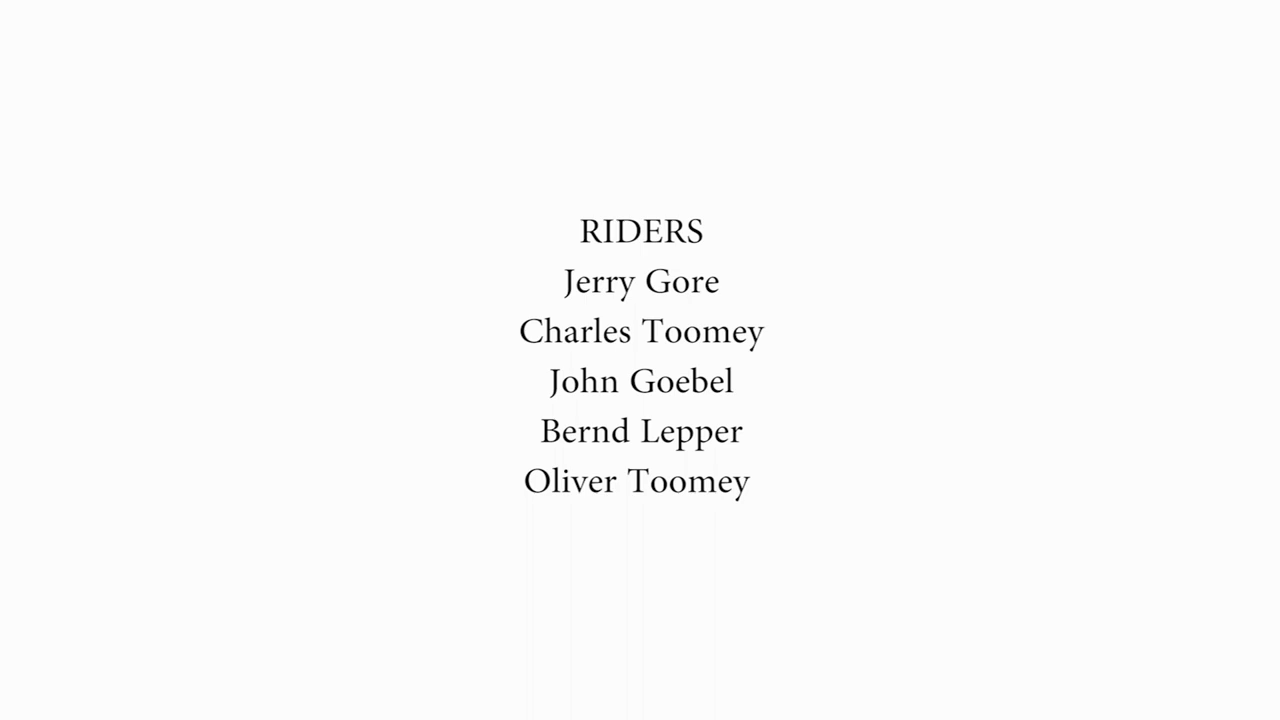 RIDERS
Jerry Gore
Charles Toomey
John Goebel
Bernd Lepper
Oliver Toomey